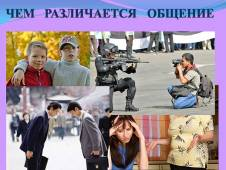 ЧЕМ РАЗЛИЧАЕТСЯ ОБЩЕНИЕ